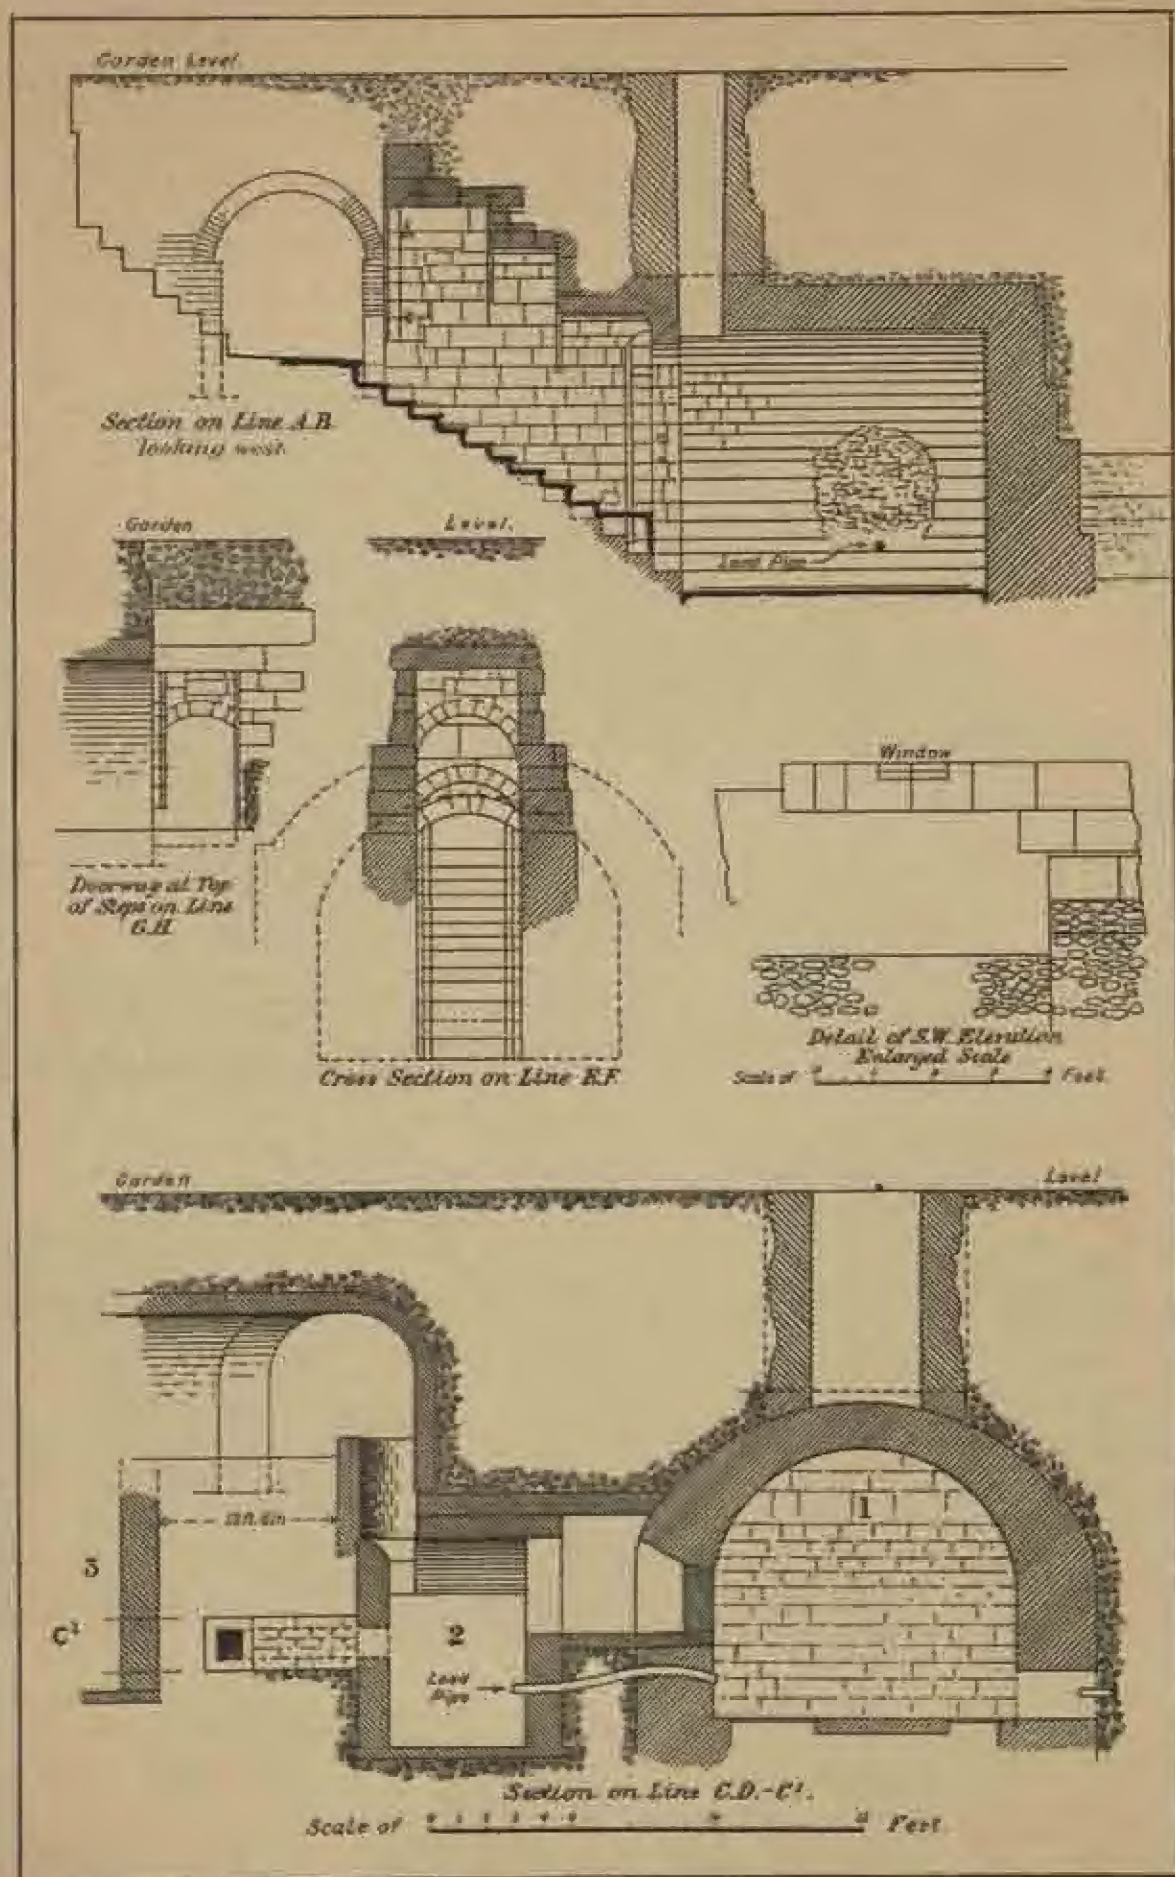 Garden Level.
Section on Line A.B.
looking west.
Lead Pipe
Garden Level.
Window
Doorway at Top
of Steps on Line
G.H.
Cross Section on Line E.F.
Detail of S.W. Elevation
Enlarged Scale
Scale of Feet.
Garden Level
1
3
C¹
2
Lead
Pipe
Section on Line C.D.-C¹.
Scale of Feet